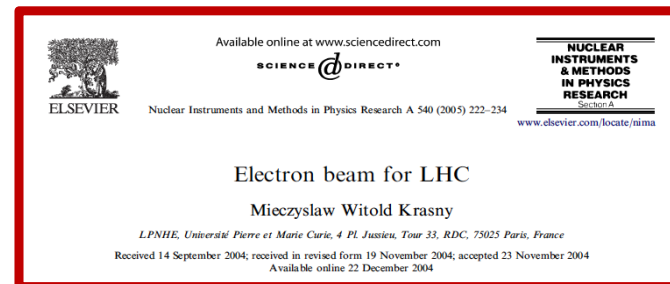 Available online at www.sciencedirect.com
SCIENCE @ DIRECT®
ELSEVIER
Nuclear Instruments and Methods in Physics Research A 540 (2005) 222–234
NUCLEAR
INSTRUMENTS
& METHODS
IN PHYSICS
RESEARCH
Section A
www.elsevier.com/locate/nima
Electron beam for LHC
Mieczyslaw Witold Krasny
LPNHE, Université Pierre et Marie Curie, 4 Pl. Jussieu, Tour 33, RDC, 75025 Paris, France
Received 14 September 2004; received in revised form 19 November 2004; accepted 23 November 2004
Available online 22 December 2004